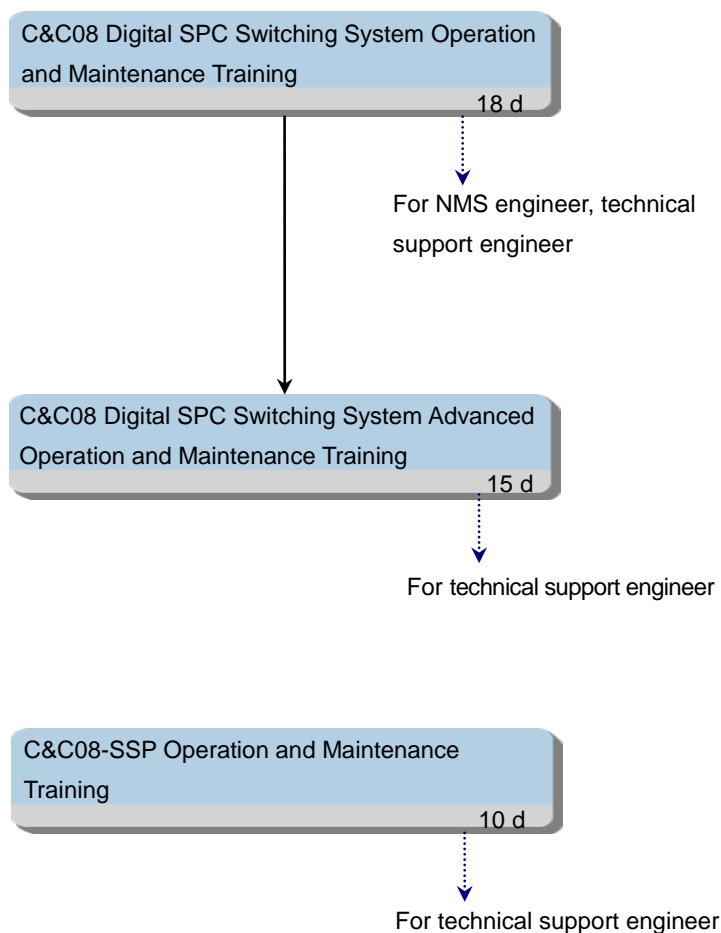 C&C08 Digital SPC Switching System Operation
and Maintenance Training
18 d
For NMS engineer, technical
support engineer
C&C08 Digital SPC Switching System Advanced
Operation and Maintenance Training
15 d
For technical support engineer
C&C08-SSP Operation and Maintenance
Training
10 d
For technical support engineer